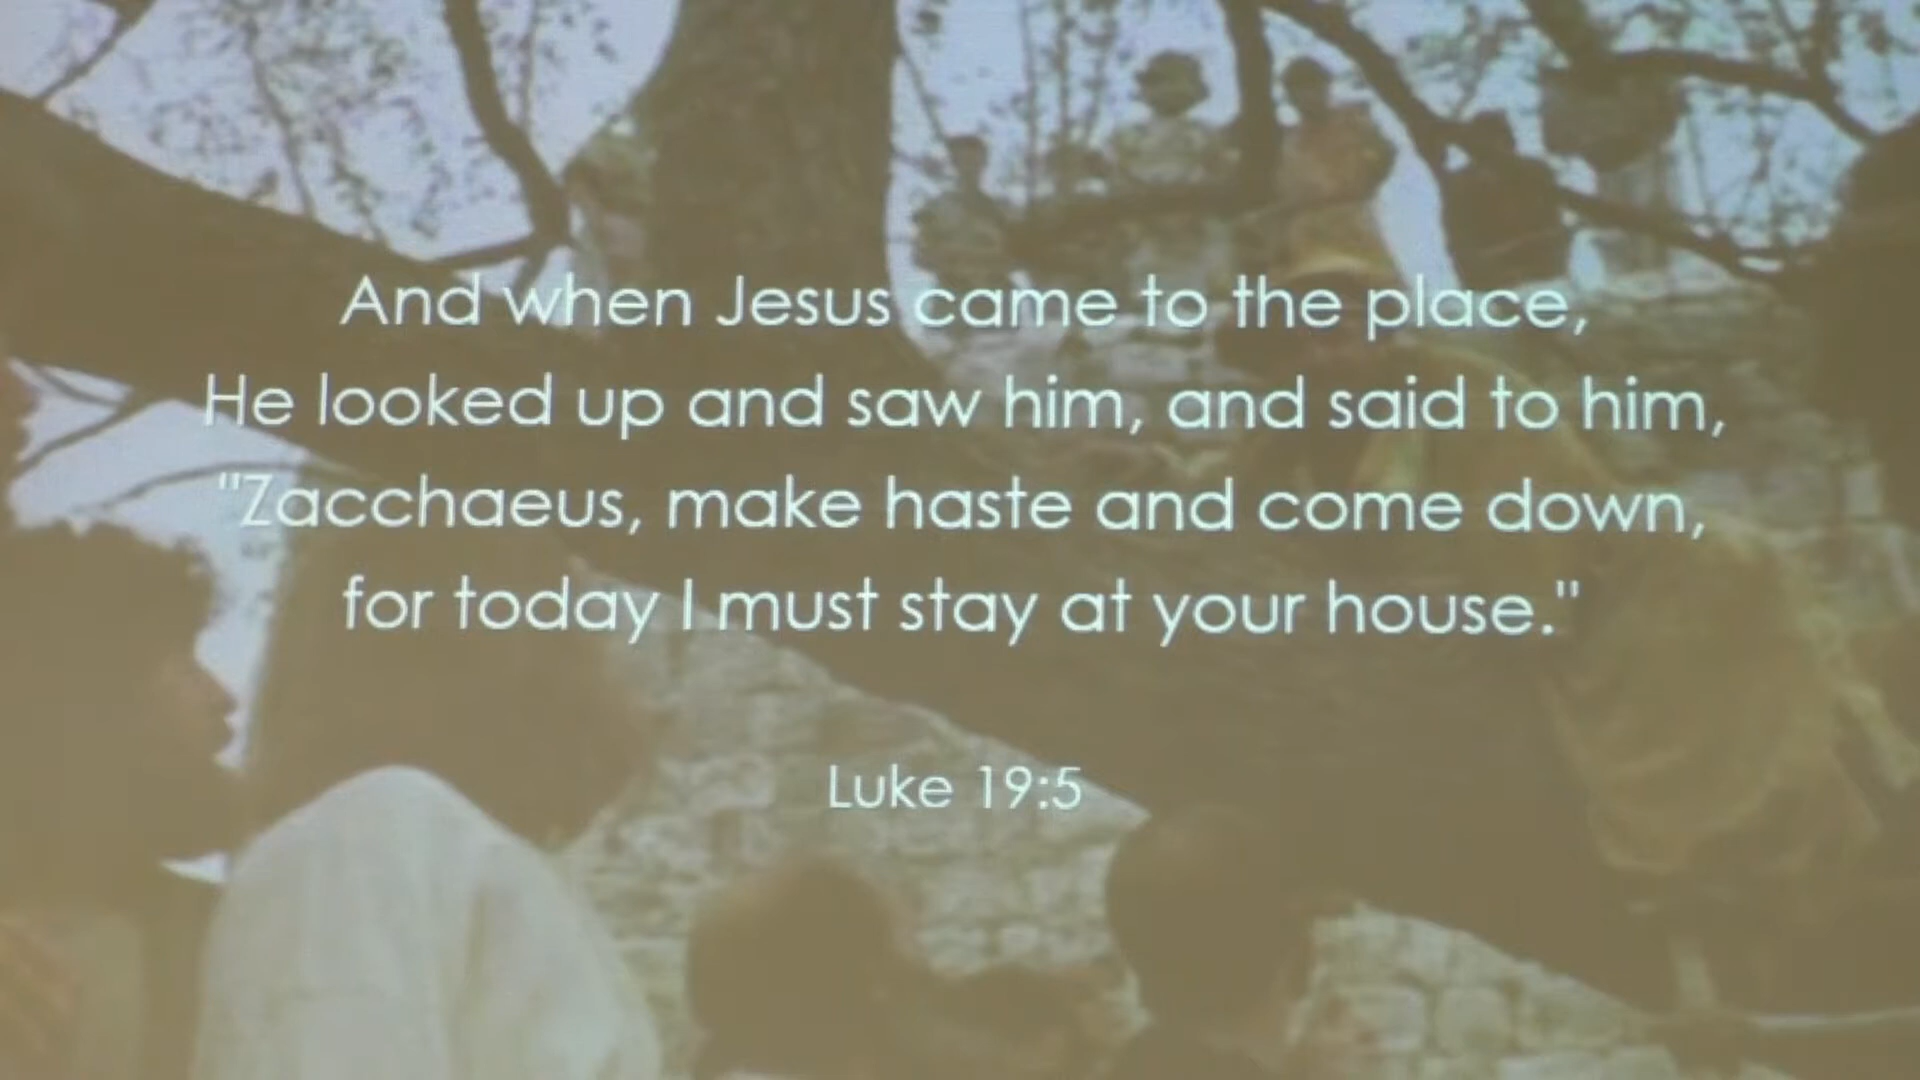 And when Jesus came to the place,
He looked up and saw him, and said to him,
"Zacchaeus, make haste and come down,
for today I must stay at your house."
Luke 19:5